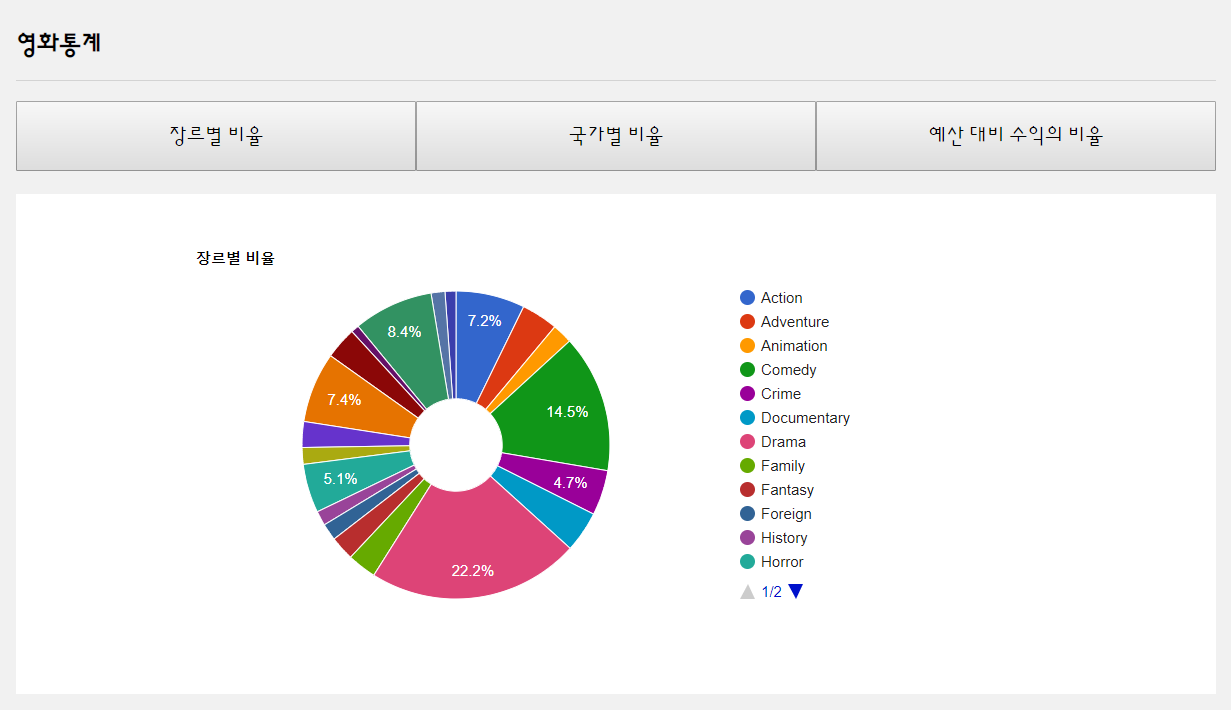 영화통계
장르별 비율
국가별 비율
예산 대비 수익의 비율
장르별 비율
7.2%
14.5%
4.7%
22.2%
5.1%
7.4%
8.4%
Action
Adventure
Animation
Comedy
Crime
Documentary
Drama
Family
Fantasy
Foreign
History
Horror
1/2